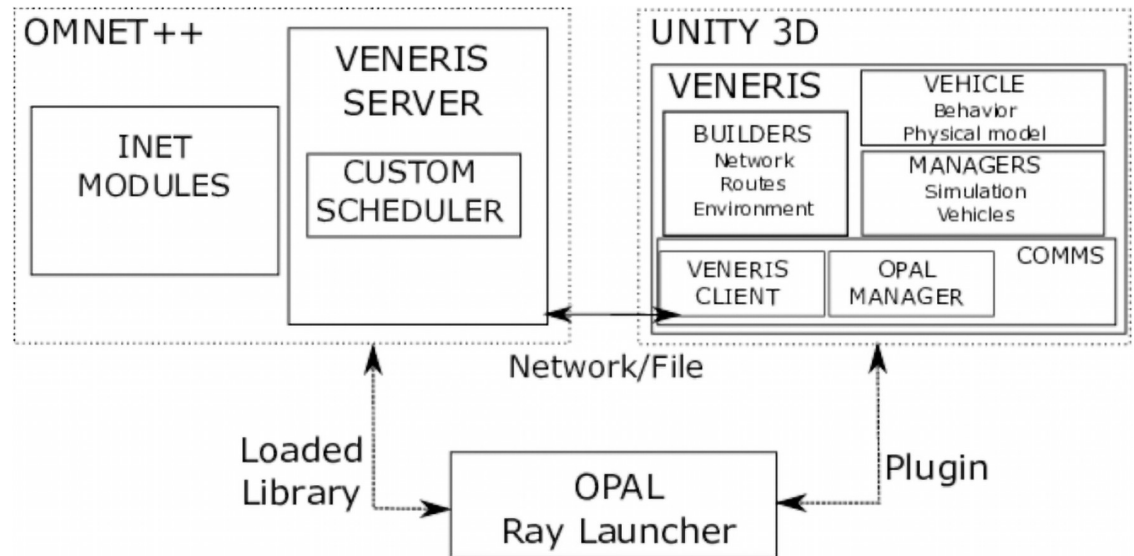 OMNET++
INET
MODULES
VENERIS
SERVER
CUSTOM
SCHEDULER
UNITY 3D
VENERIS
BUILDERS
Network
Routes
Environment
VEHICLE
Behavior
Physical model
MANAGERS
Simulation
Vehicles
COMMS
VENERIS
CLIENT
OPAL
MANAGER
Network/File
Loaded
Library
OPAL
Ray Launcher
Plugin